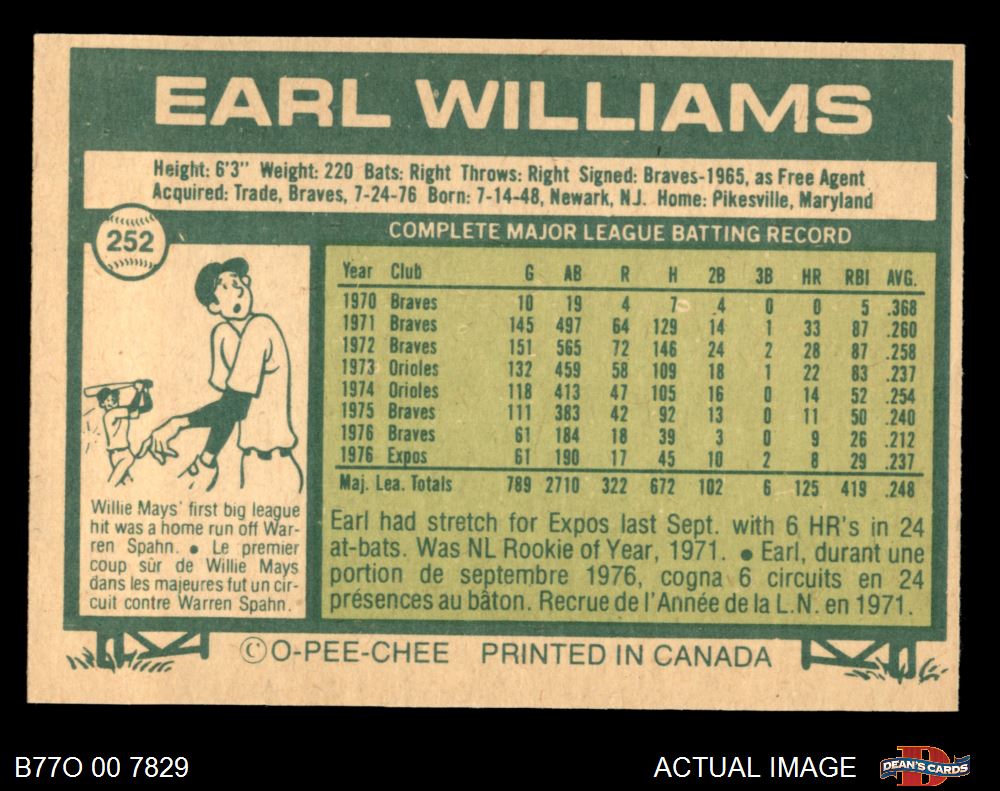 EARL WILLIAMS
Height: 6'3" Weight: 220 Bats: Right Throws: Right Signed: Braves-1965, as Free Agent
Acquired: Trade, Braves, 7-24-76 Born: 7-14-48, Newark, N.J. Home: Pikesville, Maryland
252
COMPLETE MAJOR LEAGUE BATTING RECORD
Year Club G AB R H 2B 3B HR RBI AVG.
1970 Braves 10 19 4 7 4 0 0 5 .368
1971 Braves 145 497 64 129 14 1 33 87 .260
1972 Braves 151 565 72 146 24 2 28 87 .258
1973 Orioles 132 459 58 109 18 1 22 83 .237
1974 Orioles 118 413 47 105 16 0 14 52 .254
1975 Braves 111 383 42 92 13 0 11 50 .240
1976 Braves 61 184 18 39 3 0 9 26 .212
1976 Expos 61 190 17 45 10 2 8 29 .237
Maj. Lea. Totals 789 2710 322 672 102 6 125 419 .248
Willie Mays' first big league
hit was a home run off War-
ren Spahn. ● Le premier
coup sûr de Willie Mays
dans les majeures fut un cir-
cuit contre Warren Spahn.
Earl had stretch for Expos last Sept. with 6 HR's in 24
at-bats. Was NL Rookie of Year, 1971. ● Earl, durant une
portion de septembre 1976, cogna 6 circuits en 24
présences au bâton. Recrue de l'Année de la L.N. en 1971.
©O-PEE-CHEE PRINTED IN CANADA
B77O 00 7829
ACTUAL IMAGE
D
DEAN'S CARDS